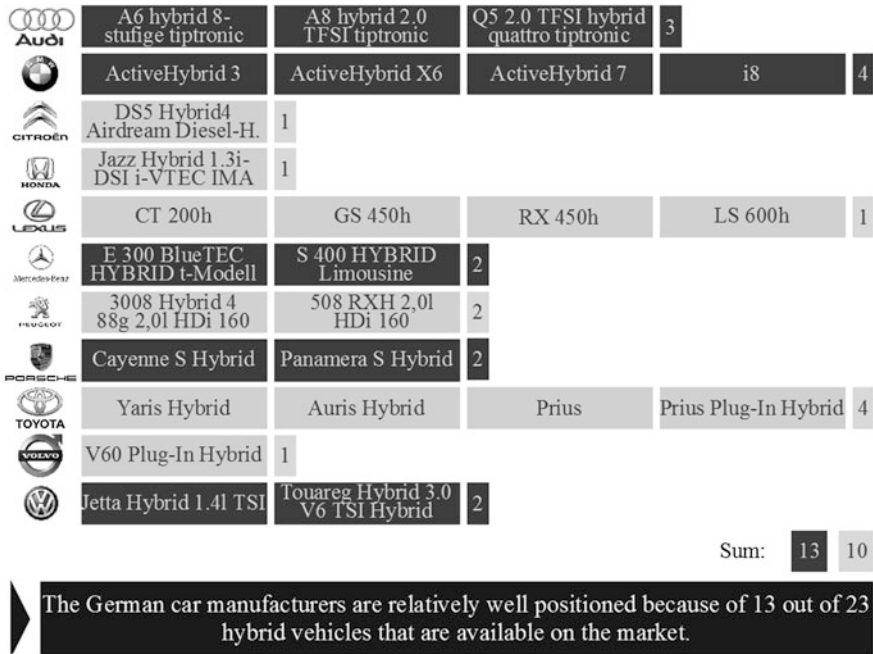 Audi
A6 hybrid 8-
stufige tiptronic
A8 hybrid 2.0
TFSI tiptronic
Q5 2.0 TFSI hybrid
quattro tiptronic
3
BMW
ActiveHybrid 3
ActiveHybrid X6
ActiveHybrid 7
i8
4
CITROËN
DS5 Hybrid4
Airdream Diesel-H.
1
HONDA
Jazz Hybrid 1.3i-
DSI i-VTEC IMA
1
LEXUS
CT 200h
GS 450h
RX 450h
LS 600h
1
Mercedes-Benz
E 300 BlueTEC
HYBRID t-Modell
S 400 HYBRID
Limousine
2
PEUGEOT
3008 Hybrid 4
88g 2,0l HDi 160
508 RXH 2,0l
HDi 160
2
PORSCHE
Cayenne S Hybrid
Panamera S Hybrid
2
TOYOTA
Yaris Hybrid
Auris Hybrid
Prius
Prius Plug-In Hybrid
4
VOLVO
V60 Plug-In Hybrid
1
VW
Jetta Hybrid 1.4l TSI
Touareg Hybrid 3.0
V6 TSI Hybrid
2
Sum: 13 10
The German car manufacturers are relatively well positioned because of 13 out of 23
hybrid vehicles that are available on the market.